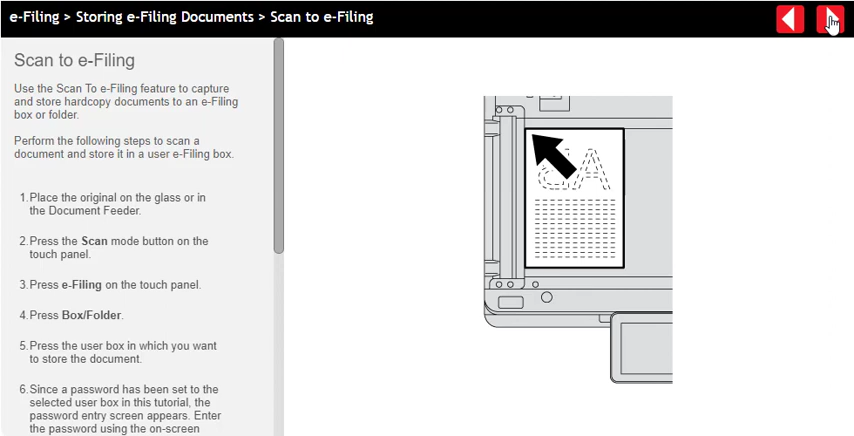 e-Filing > Storing e-Filing Documents > Scan to e-Filing
Scan to e-Filing
Use the Scan To e-Filing feature to capture
and store hardcopy documents to an e-Filing
box or folder.
Perform the following steps to scan a
document and store it in a user e-Filing box.
1. Place the original on the glass or in
the Document Feeder.
2. Press the Scan mode button on the
touch panel.
3. Press e-Filing on the touch panel.
4. Press Box/Folder.
5. Press the user box in which you want
to store the document.
6. Since a password has been set to the
selected user box in this tutorial, the
password entry screen appears. Enter
the password using the on-screen